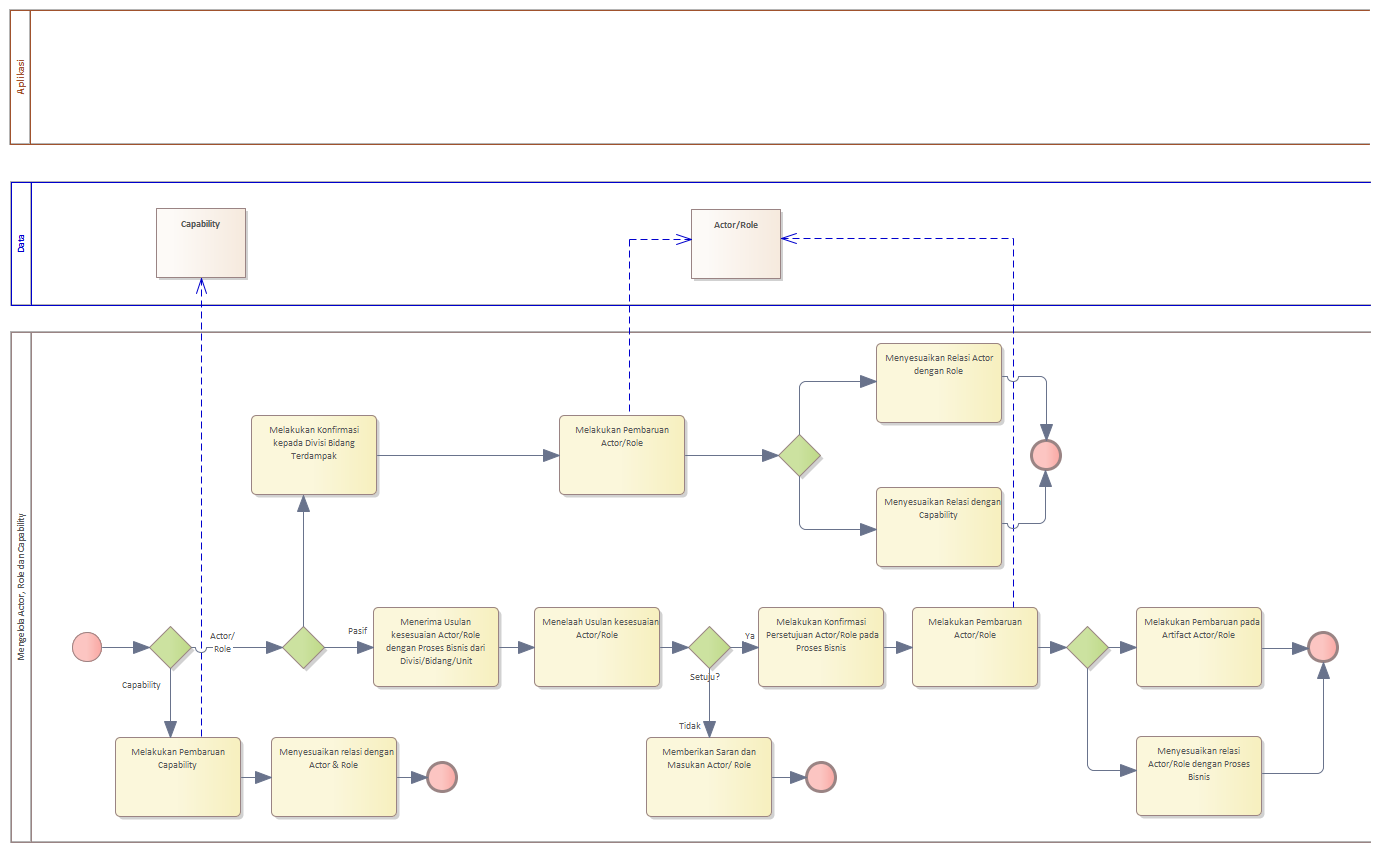 Aplikasi
Data
Capability
Actor/Role
Mengelola Actor, Role dan Capability
Menyesuaikan Relasi Actor
dengan Role
Melakukan Konfirmasi
kepada Divisi Bidang
Terdampak
Melakukan Pembaruan
Actor/Role
Menyesuaikan Relasi dengan
Capability
Actor/
Role
Pasif
Menerima Usulan
kesesuaian Actor/Role
dengan Proses Bisnis dari
Divisi/Bidang/Unit
Menelaah Usulan kesesuaian
Actor/Role
Setuju?
Ya
Melakukan Konfirmasi
Persetujuan Actor/Role pada
Proses Bisnis
Melakukan Pembaruan
Actor/Role
Melakukan Pembaruan pada
Artifact Actor/Role
Capability
Tidak
Melakukan Pembaruan
Capability
Menyesuaikan relasi dengan
Actor & Role
Memberikan Saran dan
Masukan Actor/ Role
Menyesuaikan relasi
Actor/Role dengan Proses
Bisnis